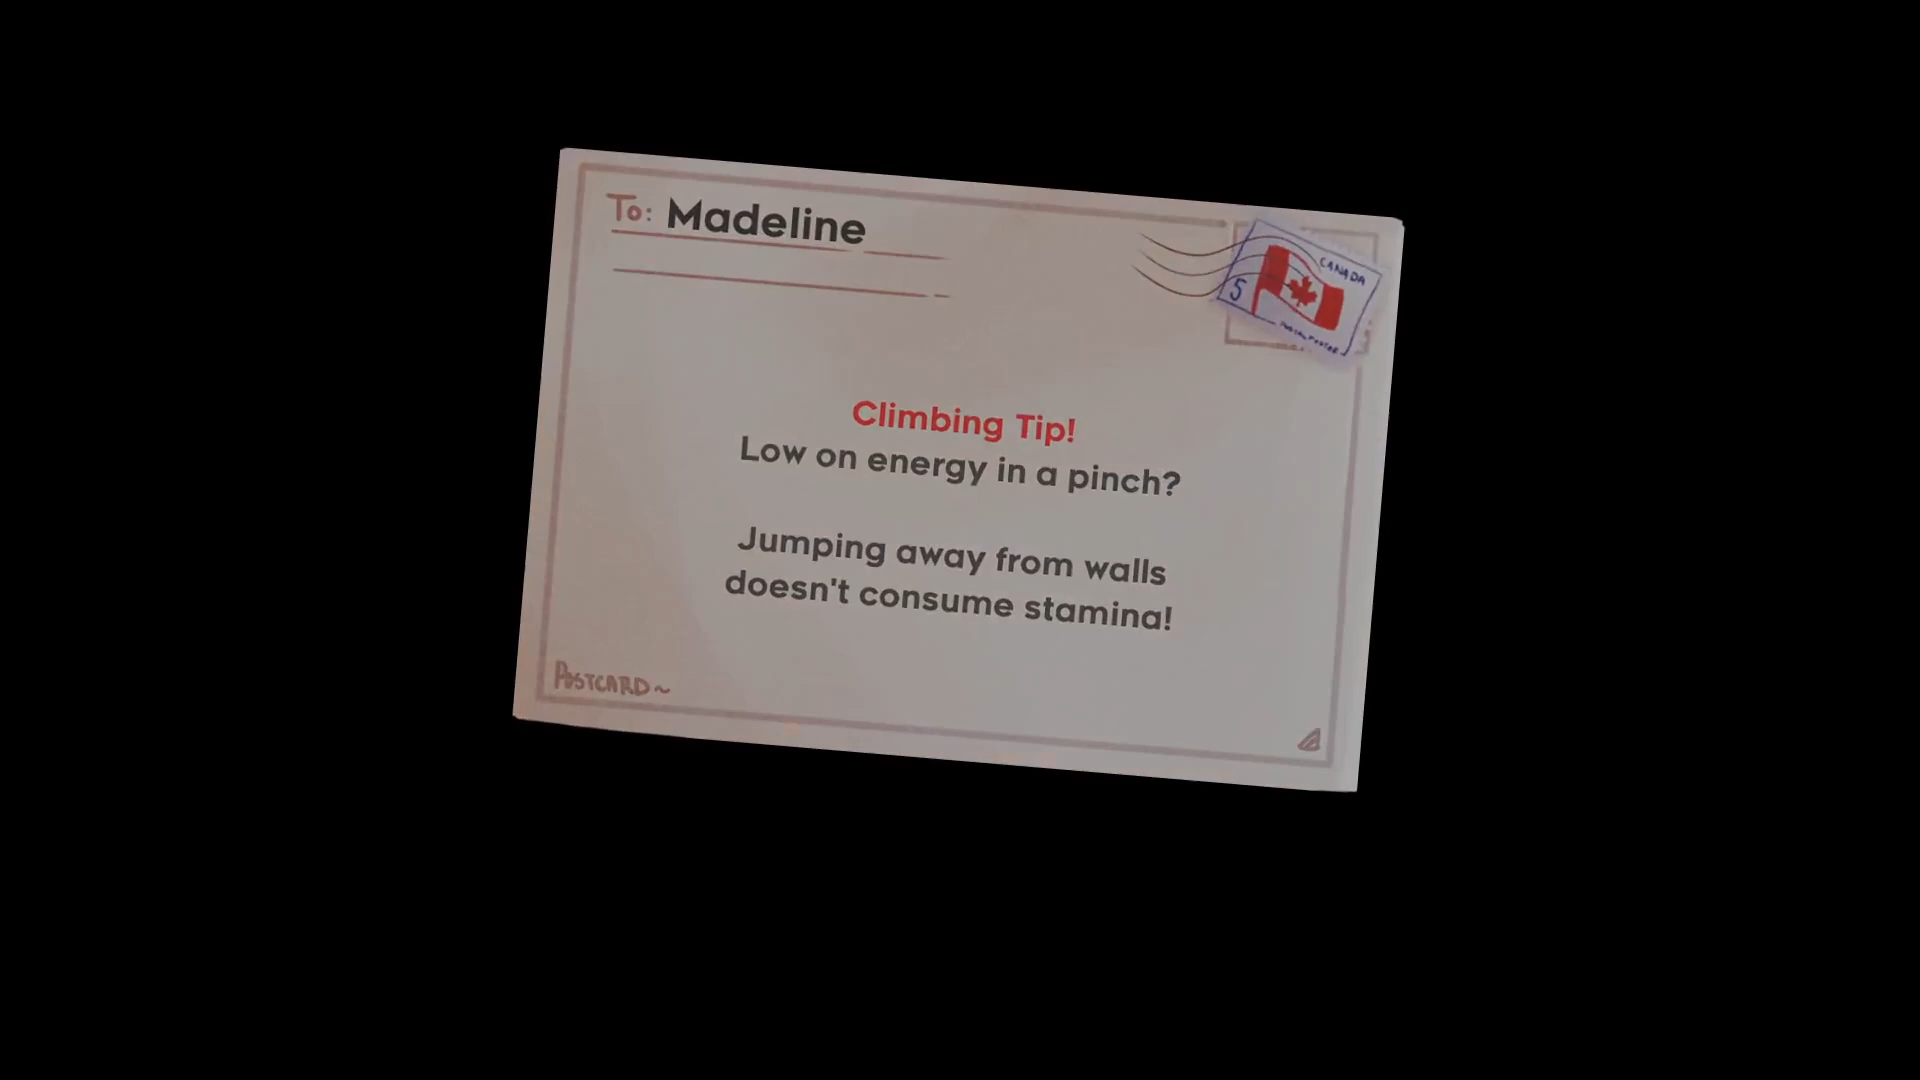 To: Madeline
CANADA
5
Climbing Tip!
Low on energy in a pinch?
Jumping away from walls
doesn't consume stamina!
POSTCARD~